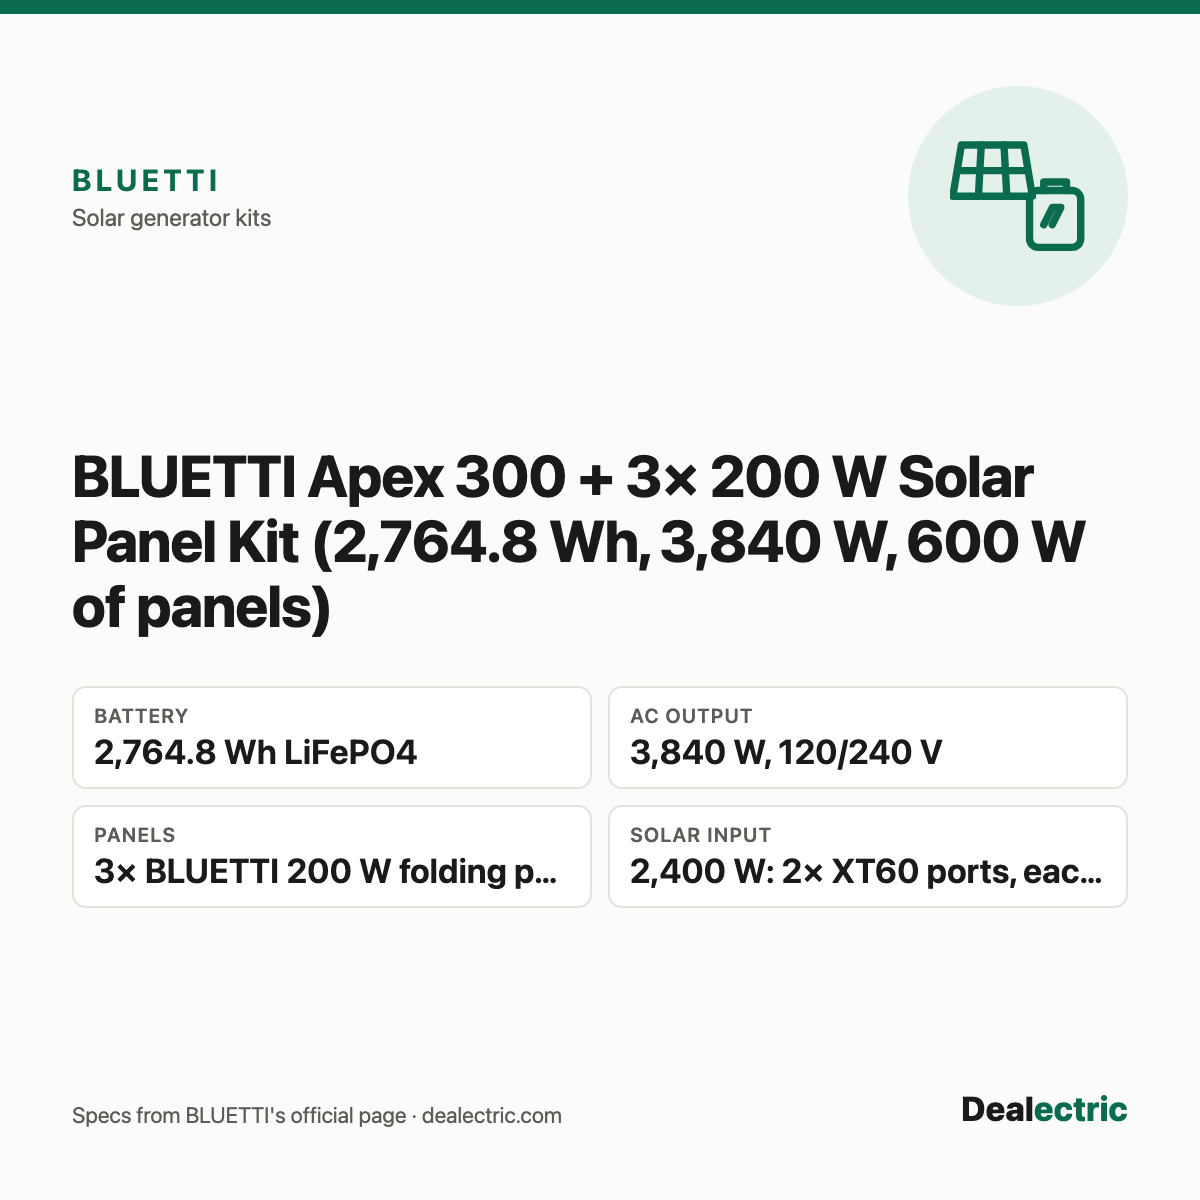 BLUETTI
Solar generator kits
BLUETTI Apex 300 + 3× 200 W Solar
Panel Kit (2,764.8 Wh, 3,840 W, 600 W
of panels)
BATTERY
2,764.8 Wh LiFePO4
AC OUTPUT
3,840 W, 120/240 V
PANELS
3× BLUETTI 200 W folding p…
SOLAR INPUT
2,400 W: 2× XT60 ports, eac…
Specs from BLUETTI's official page · dealectric.com
Dealectric